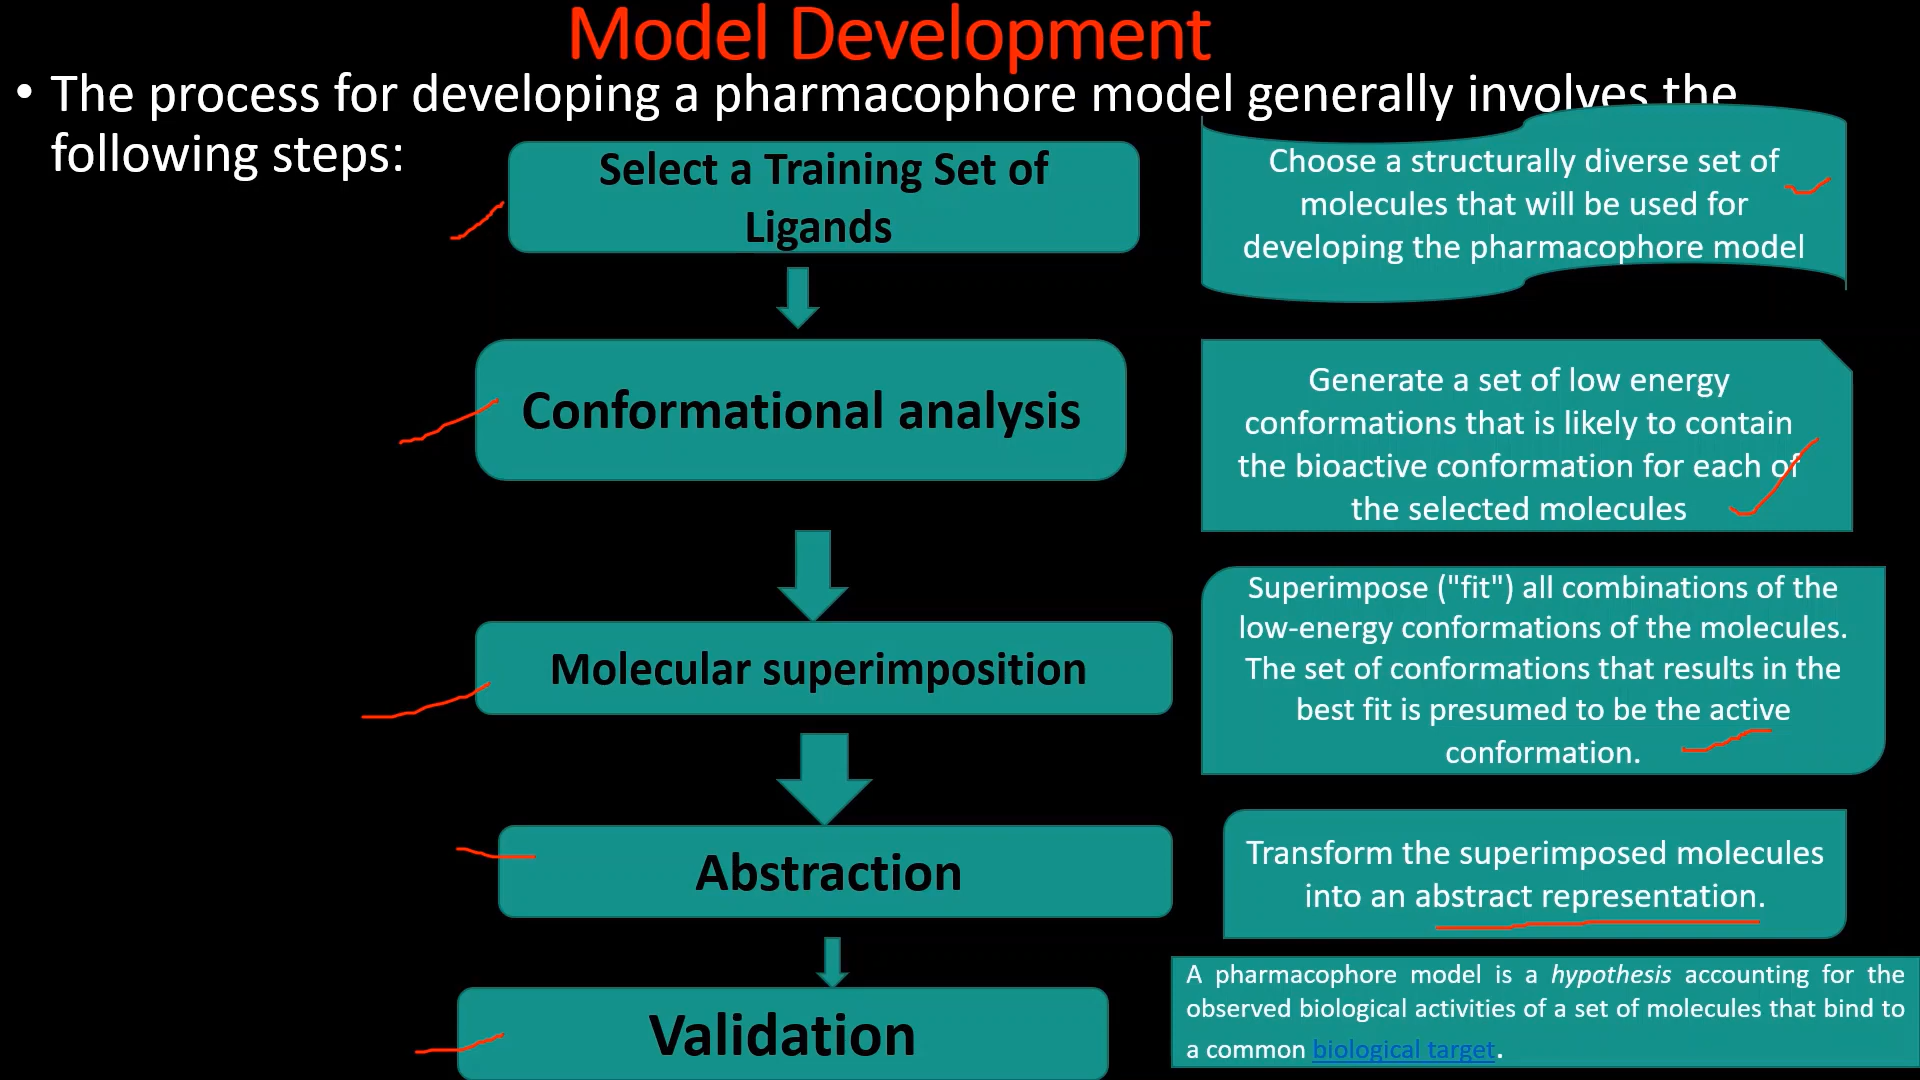 Model Development
• The process for developing a pharmacophore model generally involves the
following steps:
Select a Training Set of
Ligands
Choose a structurally diverse set of
molecules that will be used for
developing the pharmacophore model
Conformational analysis
Generate a set of low energy
conformations that is likely to contain
the bioactive conformation for each of
the selected molecules
Molecular superimposition
Superimpose ("fit") all combinations of the
low-energy conformations of the molecules.
The set of conformations that results in the
best fit is presumed to be the active
conformation.
Abstraction
Transform the superimposed molecules
into an abstract representation.
Validation
A pharmacophore model is a hypothesis accounting for the
observed biological activities of a set of molecules that bind to
a common biological target.